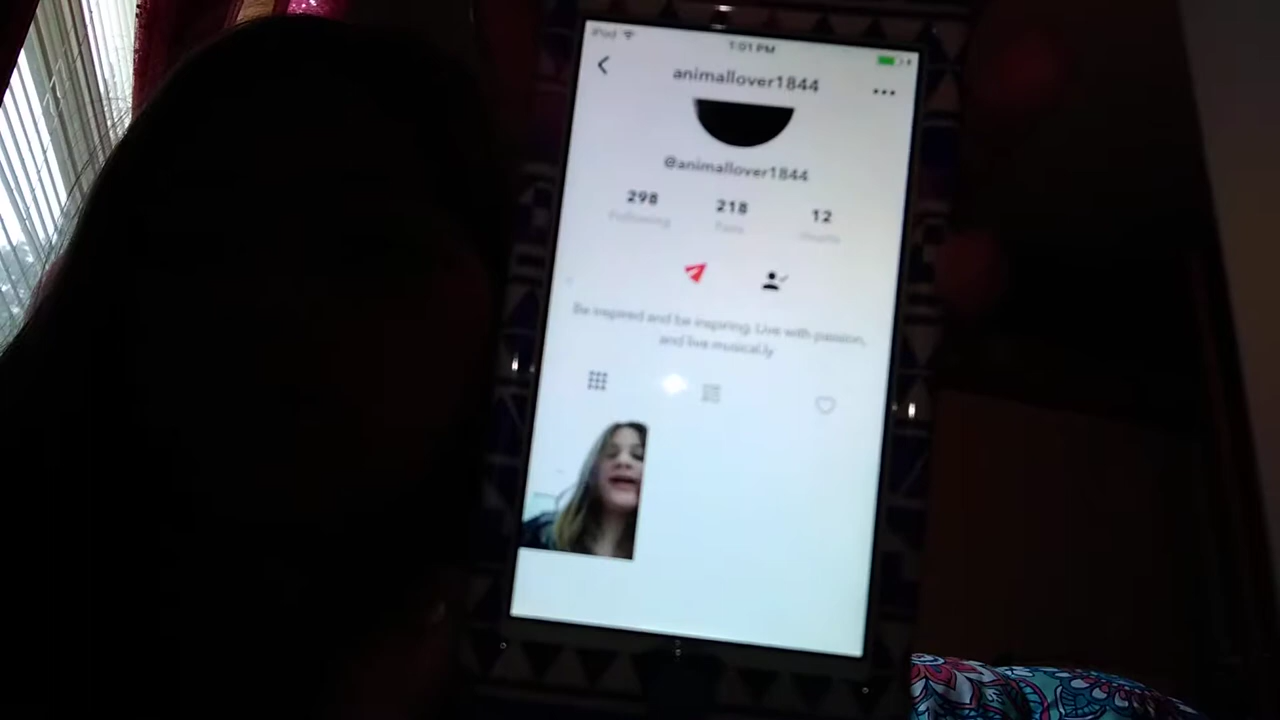 iPod
1:01 PM
animallover1844
@animallover1844
298 218 12
Following Fans Hearts
Be inspired and be inspiring. Live with passion,
and live musical.ly